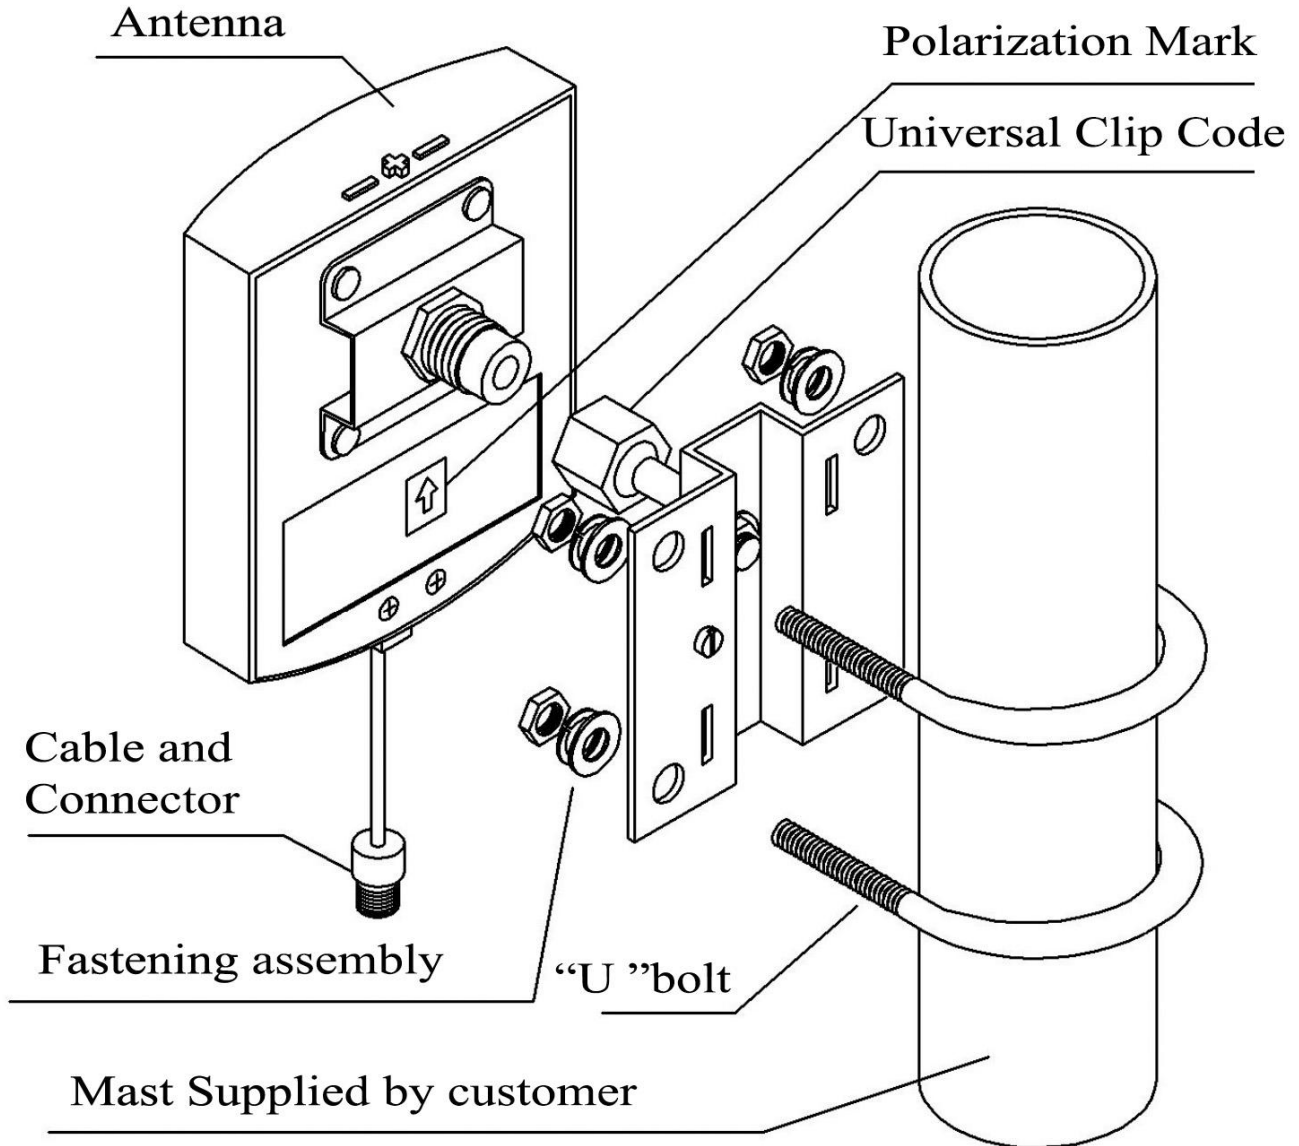 Antenna
Polarization Mark
Universal Clip Code
Cable and
Connector
Fastening assembly
“U ”bolt
Mast Supplied by customer